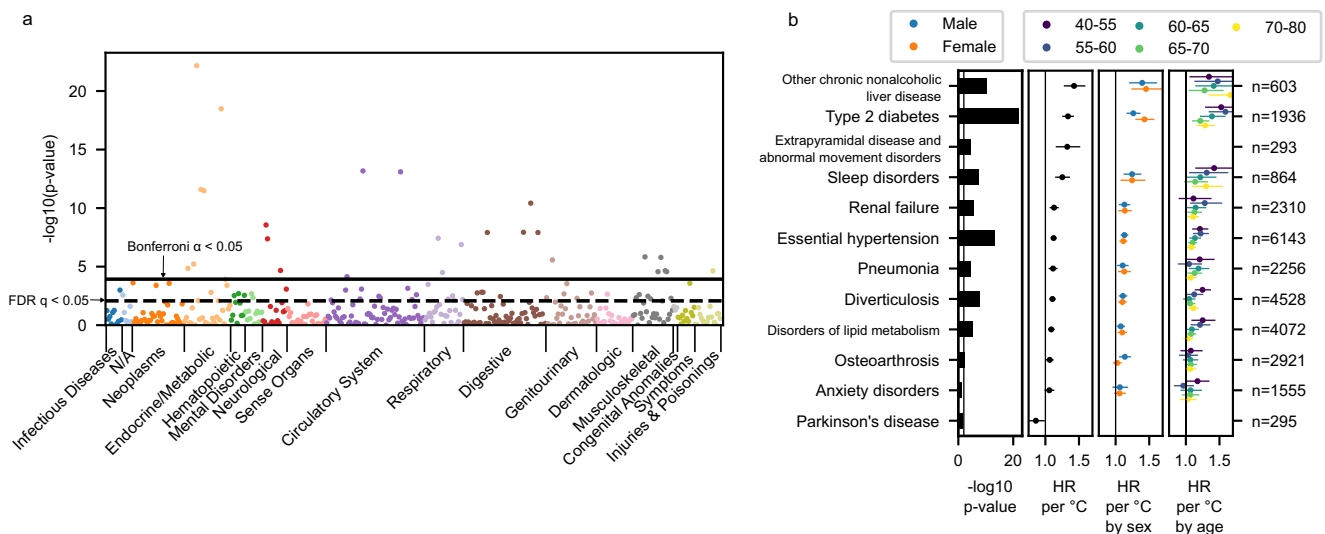 a
-log10(p-value)
20
15
10
5
0
Bonferroni α < 0.05
FDR q < 0.05
Infectious Diseases
N/A
Neoplasms
Endocrine/Metabolic
Hematopoietic
Mental Disorders
Neurological
Sense Organs
Circulatory System
Respiratory
Digestive
Genitourinary
Dermatologic
Musculoskeletal
Congenital Anomalies
Symptoms
Injuries & Poisonings
b
Male
Female
40-55
55-60
60-65
65-70
70-80
Other chronic nonalcoholic
liver disease
n=603
Type 2 diabetes
n=1936
Extrapyramidal disease and
abnormal movement disorders
n=293
Sleep disorders
n=864
Renal failure
n=2310
Essential hypertension
n=6143
Pneumonia
n=2256
Diverticulosis
n=4528
Disorders of lipid metabolism
n=4072
Osteoarthrosis
n=2921
Anxiety disorders
n=1555
Parkinson's disease
n=295
0 20
1.0 1.5
1.0 1.5
1.0 1.5
-log10
p-value
HR
per °C
HR
per °C
by sex
HR
per °C
by age